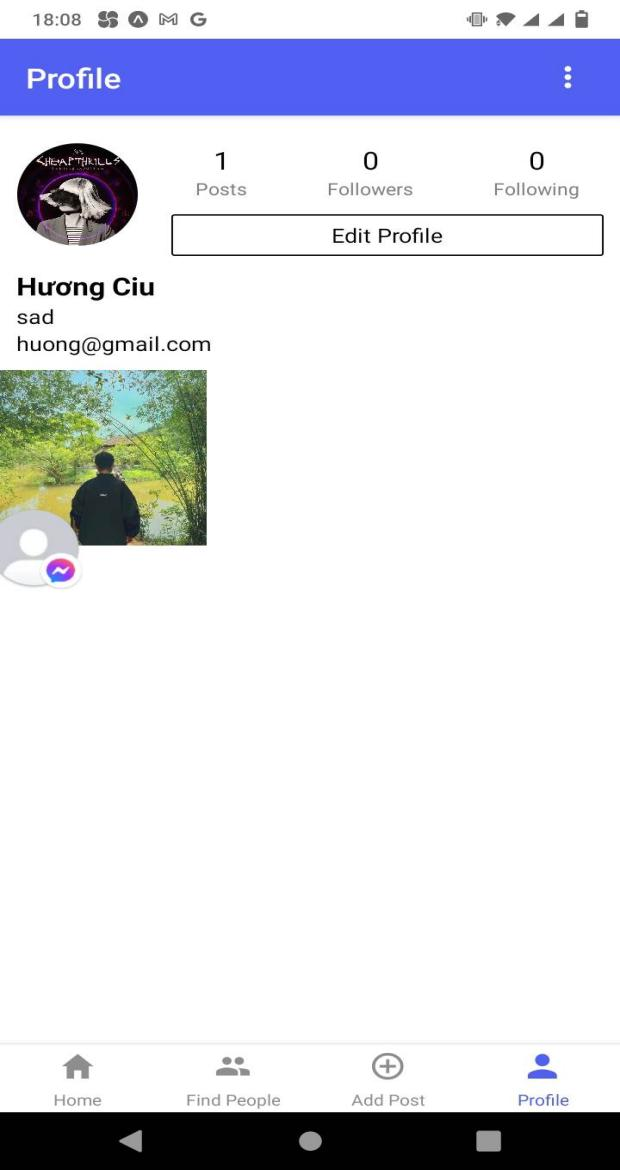 18:08
Profile
CHEAPTHRILLS
1
0
0
Posts
Followers
Following
Edit Profile
Hương Ciu
sad
huong@gmail.com
Home
Find People
Add Post
Profile